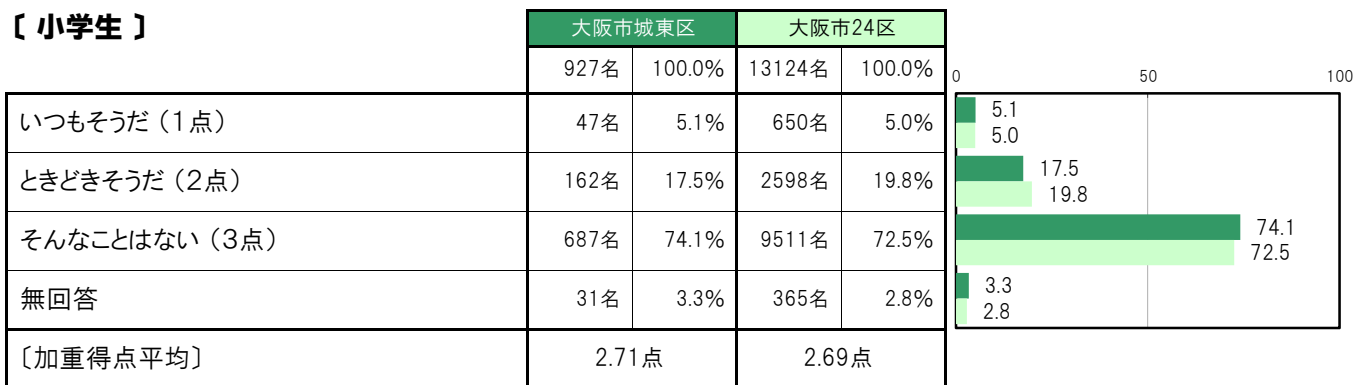 〔 小学生 〕
大阪市城東区 大阪市24区
927名 100.0% 13124名 100.0%
0 50 100
いつもそうだ（1点） 47名 5.1% 650名 5.0%
5.1
5.0
ときどきそうだ（2点） 162名 17.5% 2598名 19.8%
17.5
19.8
そんなことはない（3点） 687名 74.1% 9511名 72.5%
74.1
72.5
無回答 31名 3.3% 365名 2.8%
3.3
2.8
〔加重得点平均〕 2.71点 2.69点